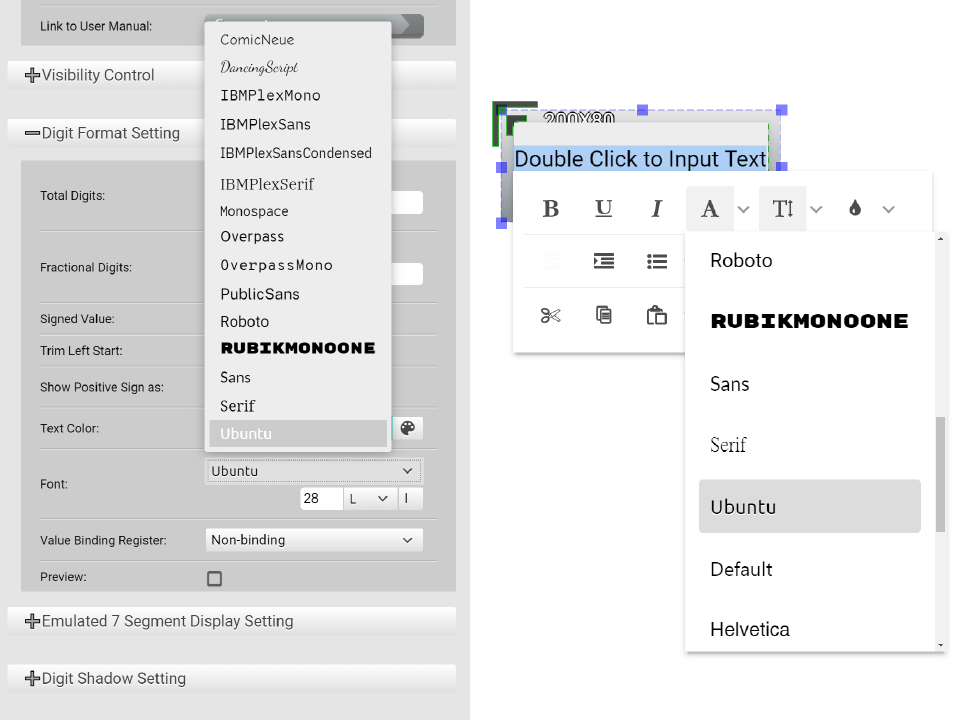 Link to User Manual:
Visibility Control
ComicNeue
DancingScript
IBMPlexMono
IBMPlexSans
IBMPlexSansCondensed
IBMPlexSerif
Monospace
Overpass
OverpassMono
PublicSans
Roboto
RUBIKMONOONE
Sans
Serif
Ubuntu
Digit Format Setting
Total Digits:
Fractional Digits:
Signed Value:
Trim Left Start:
Show Positive Sign as:
Text Color:
Font:
Ubuntu
28 L I
Value Binding Register:
Non-binding
Preview:
Emulated 7 Segment Display Setting
Digit Shadow Setting
200X80
Double Click to Input Text
B U I A T
Roboto
RUBIKMONOONE
Sans
Serif
Ubuntu
Default
Helvetica